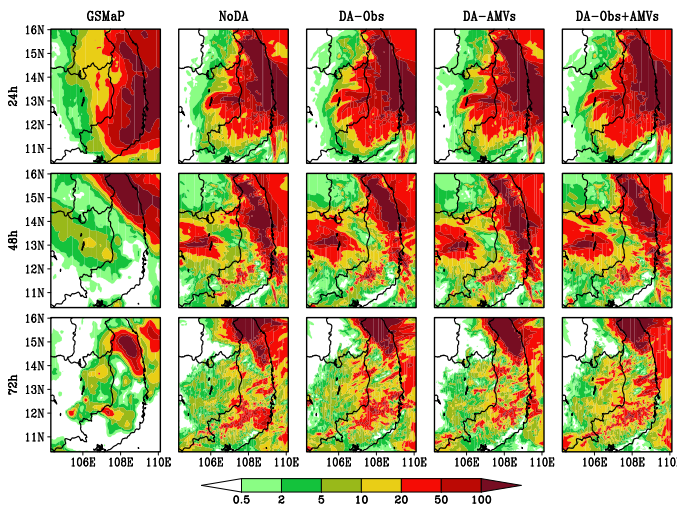 GSMaP NoDA DA-Obs DA-AMVs DA-Obs+AMVs
24h
16N
15N
14N
13N
12N
11N
48h
16N
15N
14N
13N
12N
11N
72h
16N
15N
14N
13N
12N
11N
106E 108E 110E 106E 108E 110E 106E 108E 110E 106E 108E 110E 106E 108E 110
0.5 2 5 10 20 50 100